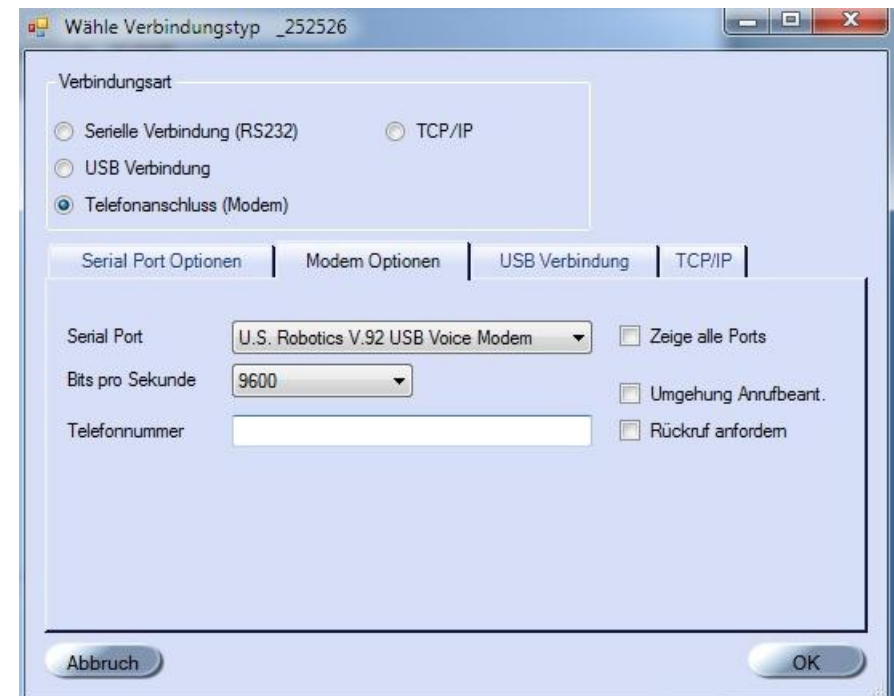 Wähle Verbindungstyp _252526
Verbindungsart
Serielle Verbindung (RS232) TCP/IP
USB Verbindung
Telefonanschluss (Modem)
Serial Port Optionen Modem Optionen USB Verbindung TCP/IP
Serial Port U.S. Robotics V.92 USB Voice Modem Zeige alle Ports
Bits pro Sekunde 9600 Umgehung Anrufbeant.
Telefonnummer Rückruf anfordern
Abbruch OK